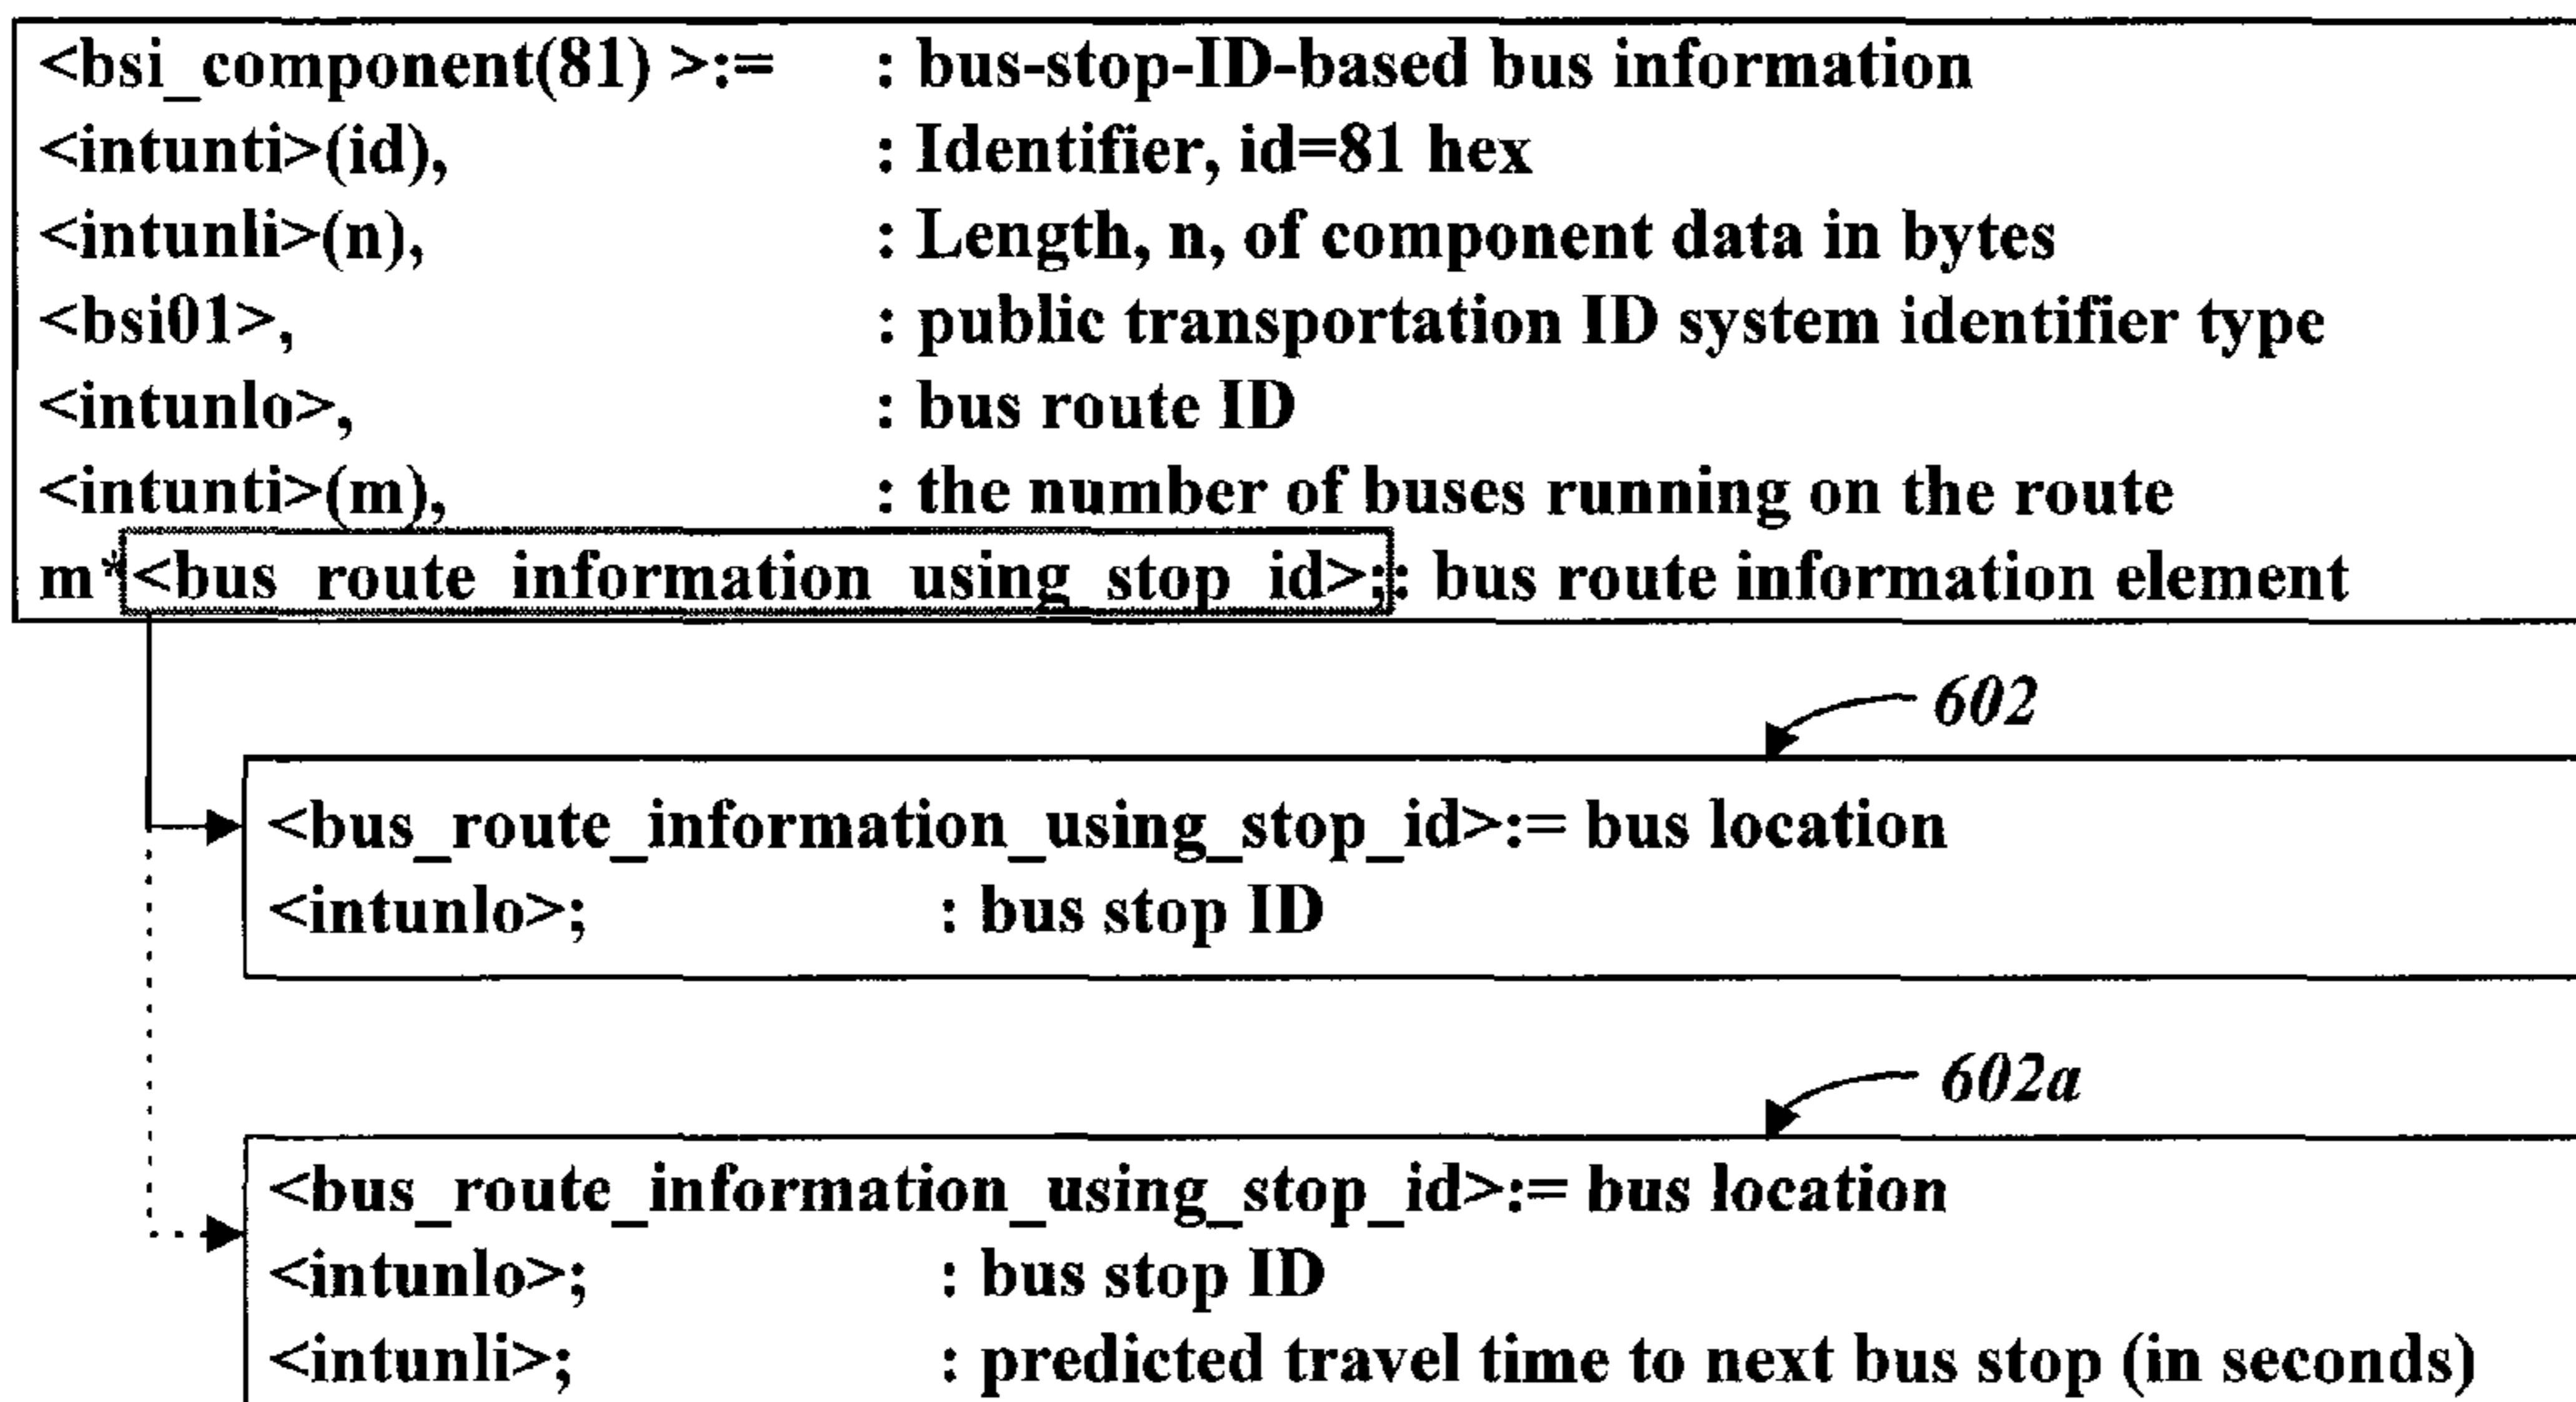 <bsi_component(81) >:= : bus-stop-ID-based bus information
<intunti>(id), : Identifier, id=81 hex
<intunli>(n), : Length, n, of component data in bytes
<bsi01>, : public transportation ID system identifier type
<intunlo>, : bus route ID
<intunti>(m), : the number of buses running on the route
m*<bus_route_information_using_stop_id>;: bus route information element
602
<bus_route_information_using_stop_id>:= bus location
<intunlo>; : bus stop ID
602a
<bus_route_information_using_stop_id>:= bus location
<intunlo>; : bus stop ID
<intunli>; : predicted travel time to next bus stop (in seconds)